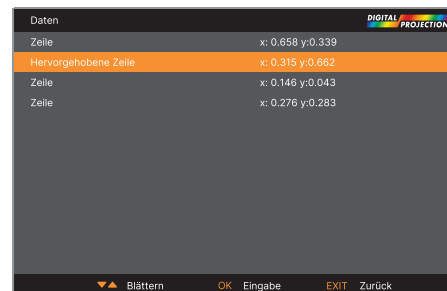 Daten DIGITAL PROJECTION
Zeile x: 0.658 y:0.339
Hervorgehobene Zeile x: 0.315 y:0.662
Zeile x: 0.146 y:0.043
Zeile x: 0.276 y:0.283
Blättern OK Eingabe EXIT Zurück